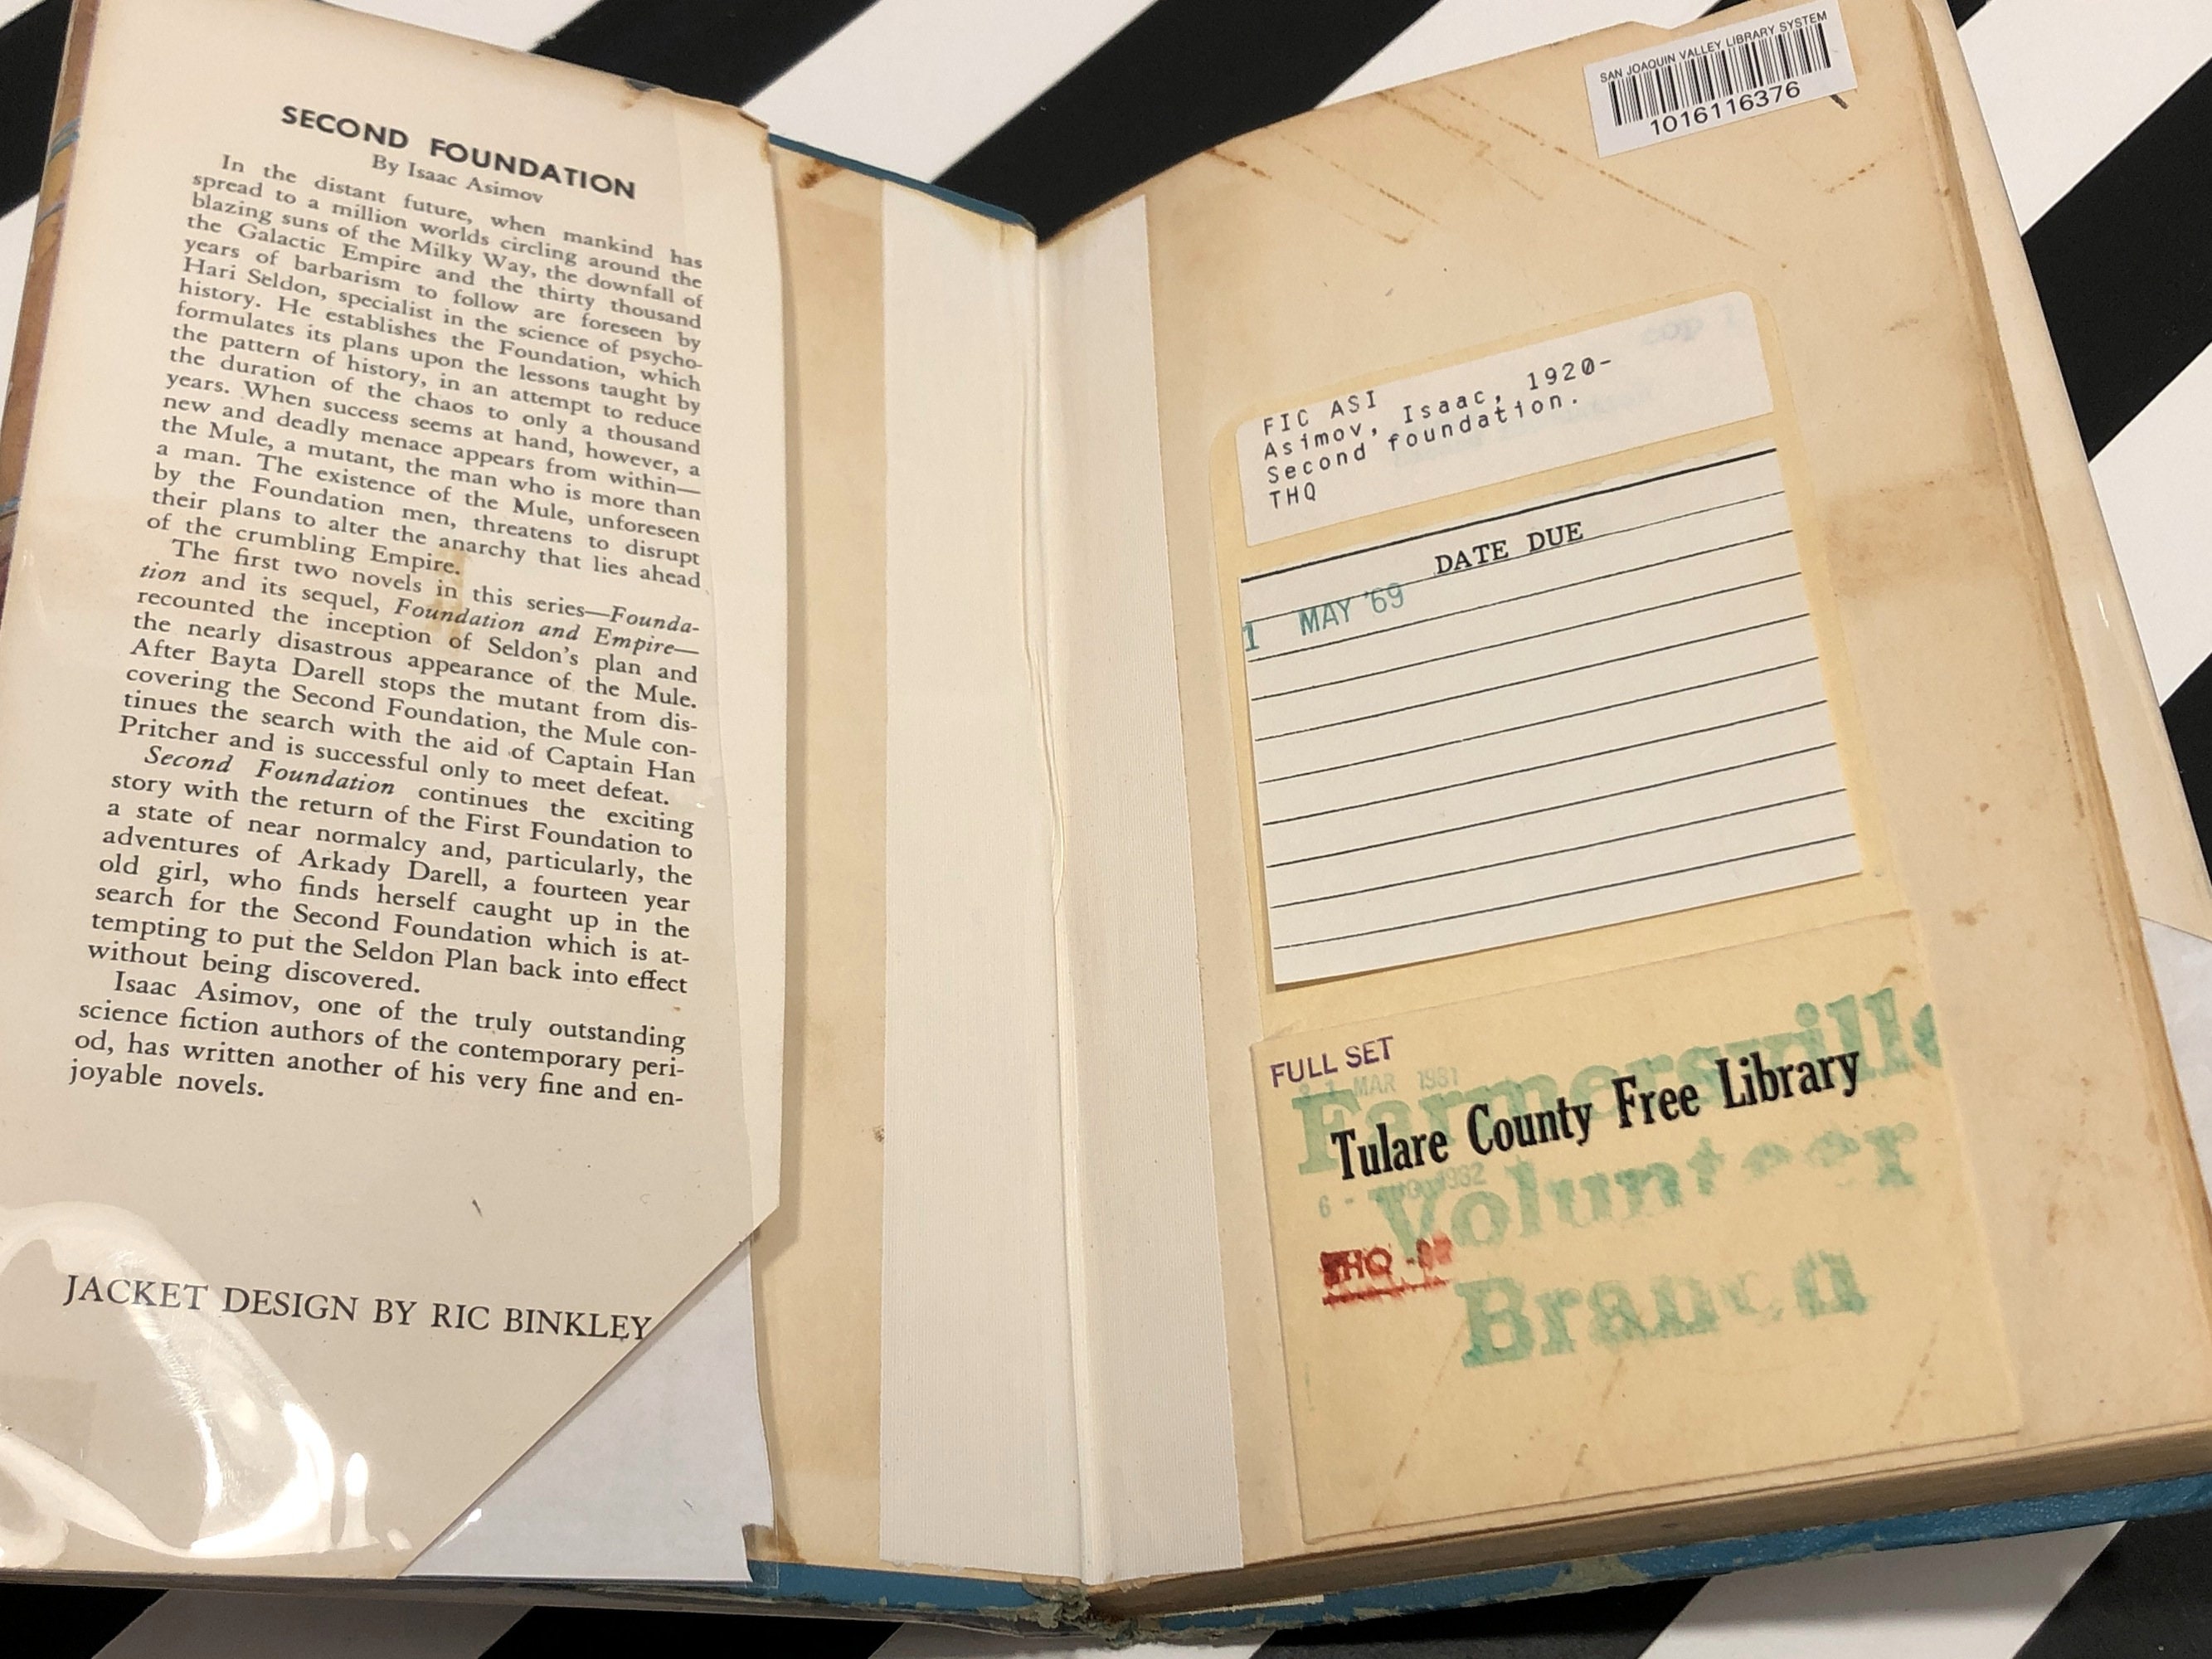 SECOND FOUNDATION
By Isaac Asimov
In the distant future, when mankind has
spread to a million worlds circling around the
blazing suns of the Milky Way, the downfall of
the Galactic Empire and the thirty thousand
years of barbarism to follow are foreseen by
Hari Seldon, specialist in the science of psycho-
history. He establishes the Foundation, which
formulates its plans upon the lessons taught by
the pattern of history, in an attempt to reduce
the duration of the chaos to only a thousand
years. When success seems at hand, however, a
new and deadly menace appears from within—
the Mule, a mutant, the man who is more than
a man. The existence of the Mule, unforeseen
by the Foundation men, threatens to disrupt
their plans to alter the anarchy that lies ahead
of the crumbling Empire.
The first two novels in this series—Founda-
tion and its sequel, Foundation and Empire—
recounted the inception of Seldon's plan and
the nearly disastrous appearance of the Mule.
After Bayta Darell stops the mutant from dis-
covering the Second Foundation, the Mule con-
tinues the search with the aid of Captain Han
Pritcher and is successful only to meet defeat.
Second Foundation continues the exciting
story with the return of the First Foundation to
a state of near normalcy and, particularly, the
adventures of Arkady Darell, a fourteen year
old girl, who finds herself caught up in the
search for the Second Foundation which is at-
tempting to put the Seldon Plan back into effect
without being discovered.
Isaac Asimov, one of the truly outstanding
science fiction authors of the contemporary peri-
od, has written another of his very fine and en-
joyable novels.
JACKET DESIGN BY RIC BINKLEY
SAN JOAQUIN VALLEY LIBRARY SYSTEM
1016116376
FIC ASI
Asimov, Isaac, 1920-
Second foundation.
THQ
DATE DUE
1 MAY '69
FULL SET
MAR 1981
Farmersville
Tulare County Free Library
Volunteer
6 - 1982
THQ
Branch